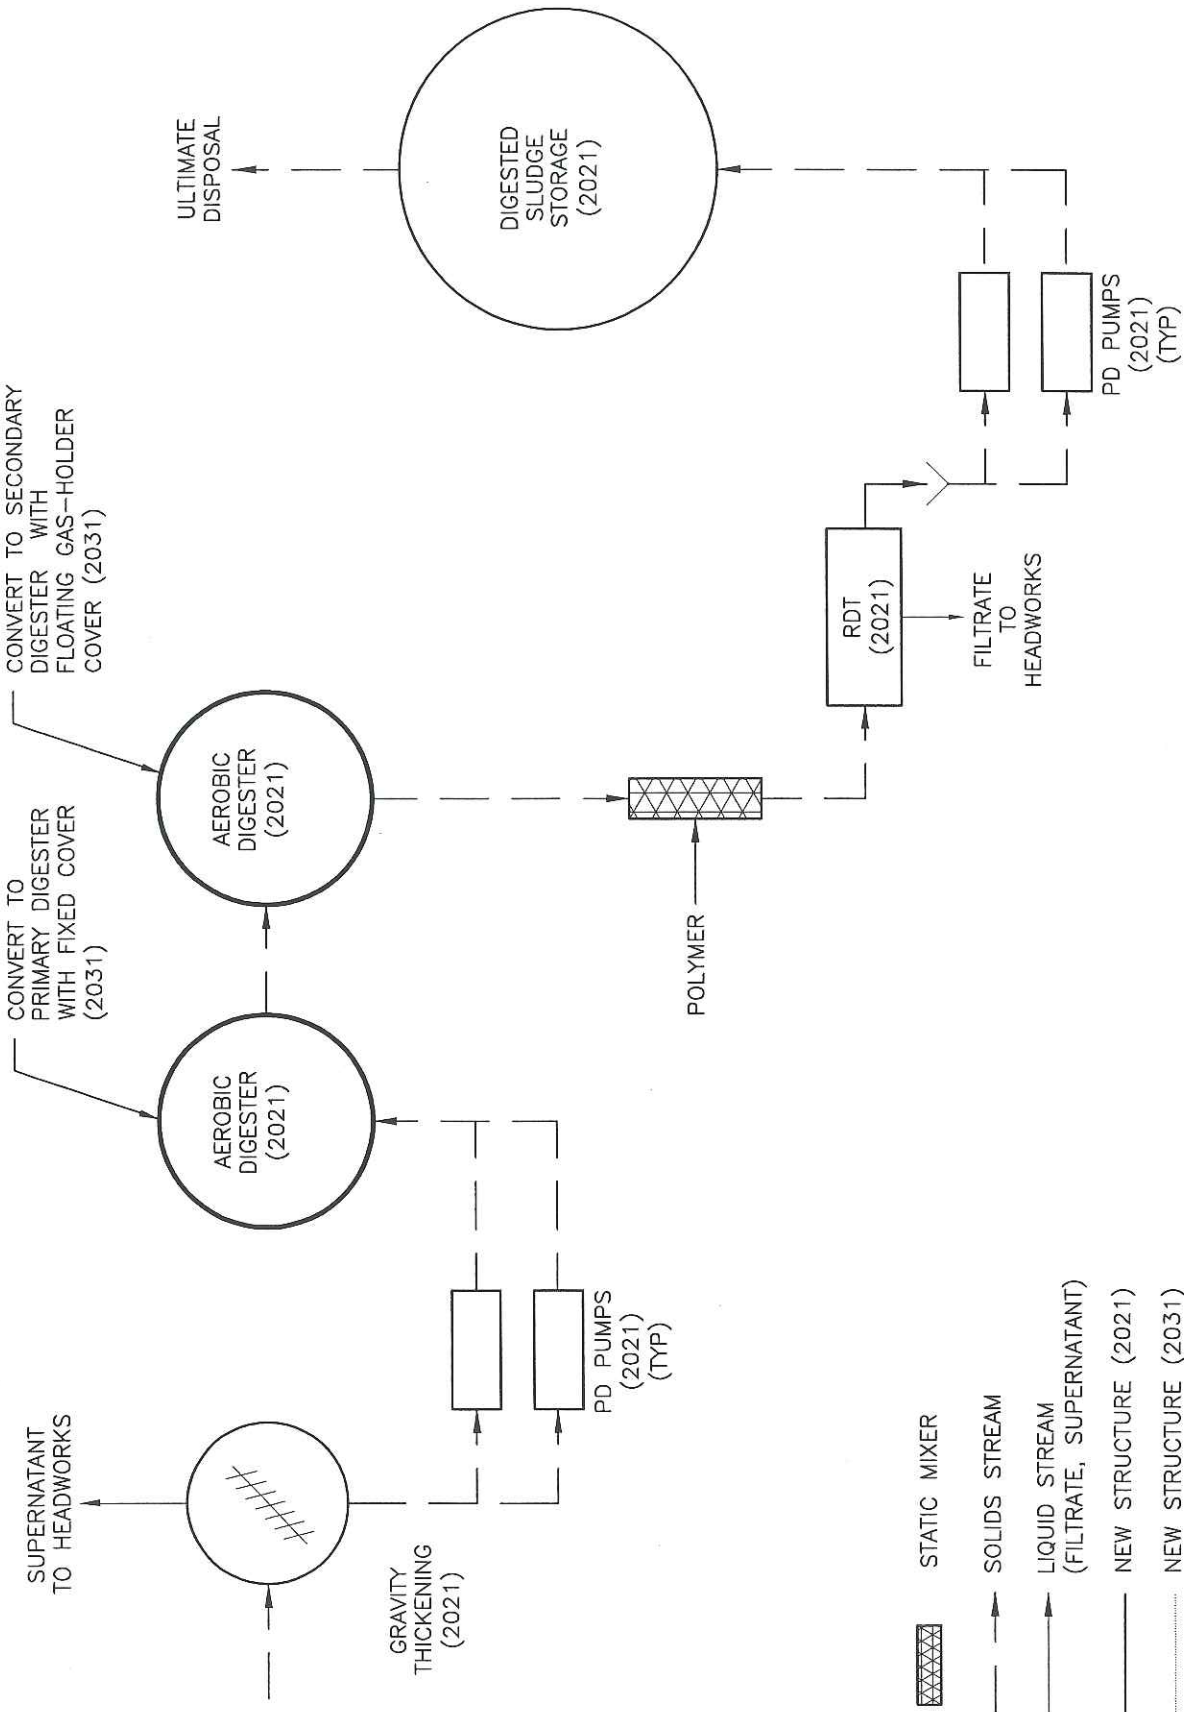 SUPERNATANT
TO HEADWORKS
GRAVITY
THICKENING
(2021)
PD PUMPS
(2021)
(TYP)
CONVERT TO
PRIMARY DIGESTER
WITH FIXED COVER
(2031)
AEROBIC
DIGESTER
(2021)
CONVERT TO SECONDARY
DIGESTER WITH
FLOATING GAS-HOLDER
COVER (2031)
AEROBIC
DIGESTER
(2021)
POLYMER
RDT
(2021)
FILTRATE
TO
HEADWORKS
PD PUMPS
(2021)
(TYP)
DIGESTED
SLUDGE
STORAGE
(2021)
ULTIMATE
DISPOSAL
STATIC MIXER
SOLIDS STREAM
LIQUID STREAM
(FILTRATE, SUPERNATANT)
NEW STRUCTURE (2021)
NEW STRUCTURE (2031)